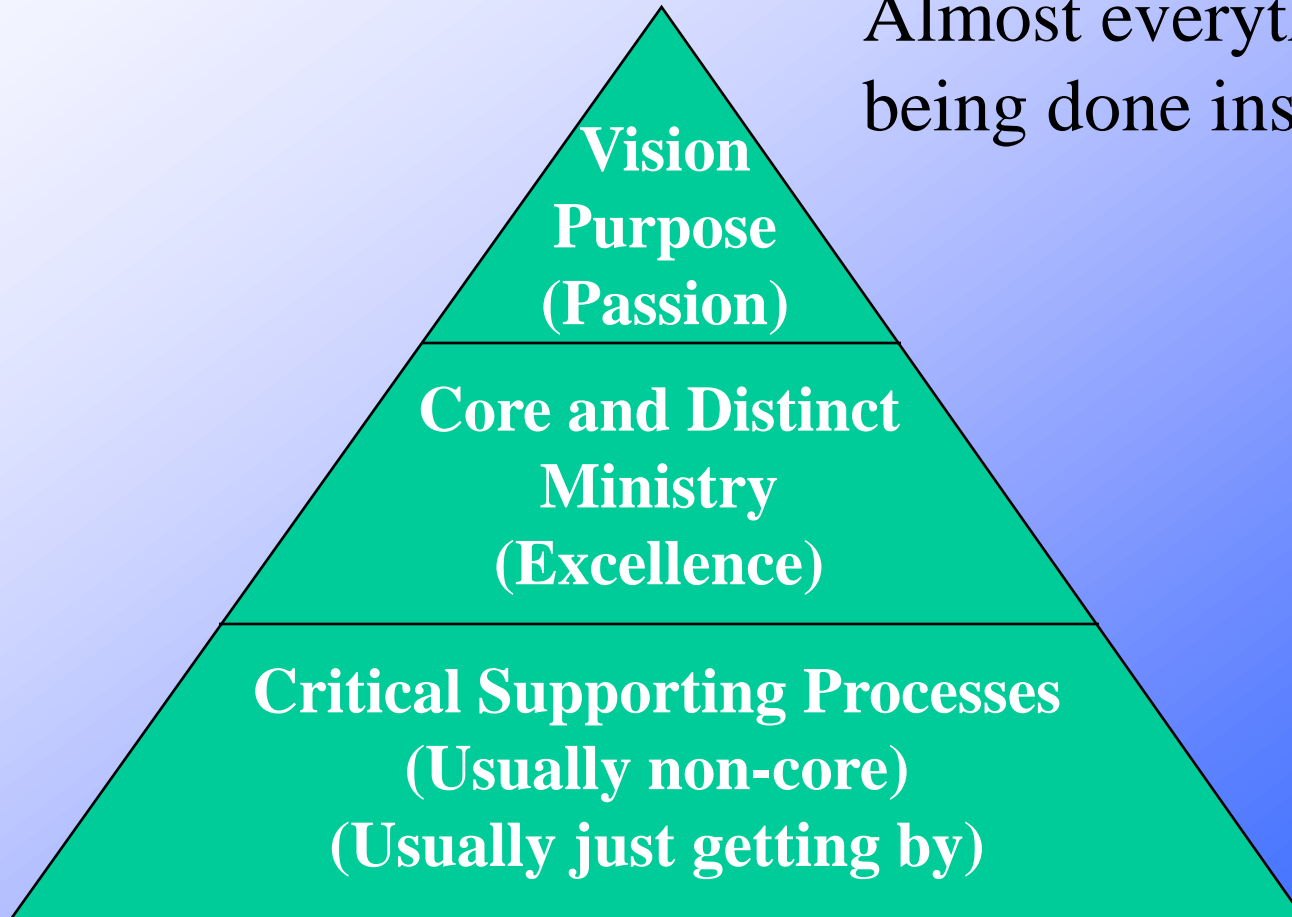 Almost
being done
Vision
Purpose
(Passion)
Core and Distinct
Ministry
(Excellence)
Critical Supporting Processes
(Usually non-core)
(Usually just getting by)